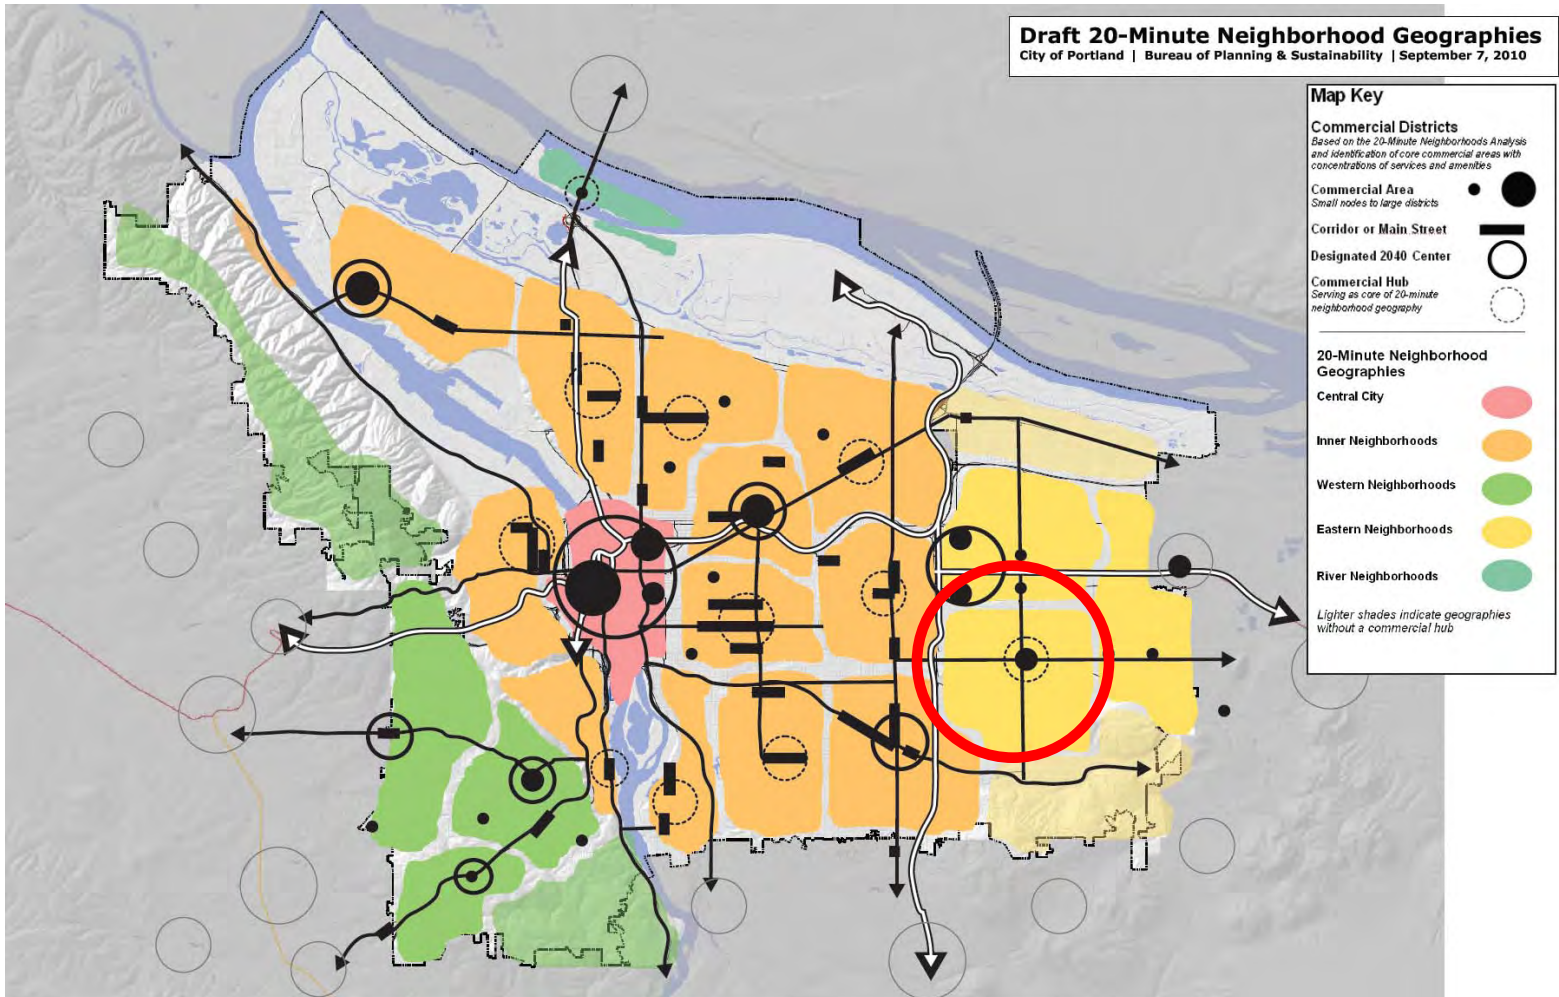 Draft 20-Minute Neighborhood Geographies
City of Portland | Bureau of Planning & Sustainability | September 7, 2010
Map Key
Commercial Districts
Based on the 20-Minute Neighborhoods Analysis
and identification of core commercial areas with
concentrations of services and amenities
Commercial Area
Small nodes to large districts
Corridor or Main Street
Designated 2040 Center
Commercial Hub
Serving as core of 20-minute
neighborhood geography
20-Minute Neighborhood
Geographies
Central City
Inner Neighborhoods
Western Neighborhoods
Eastern Neighborhoods
River Neighborhoods
Lighter shades indicate geographies
without a commercial hub